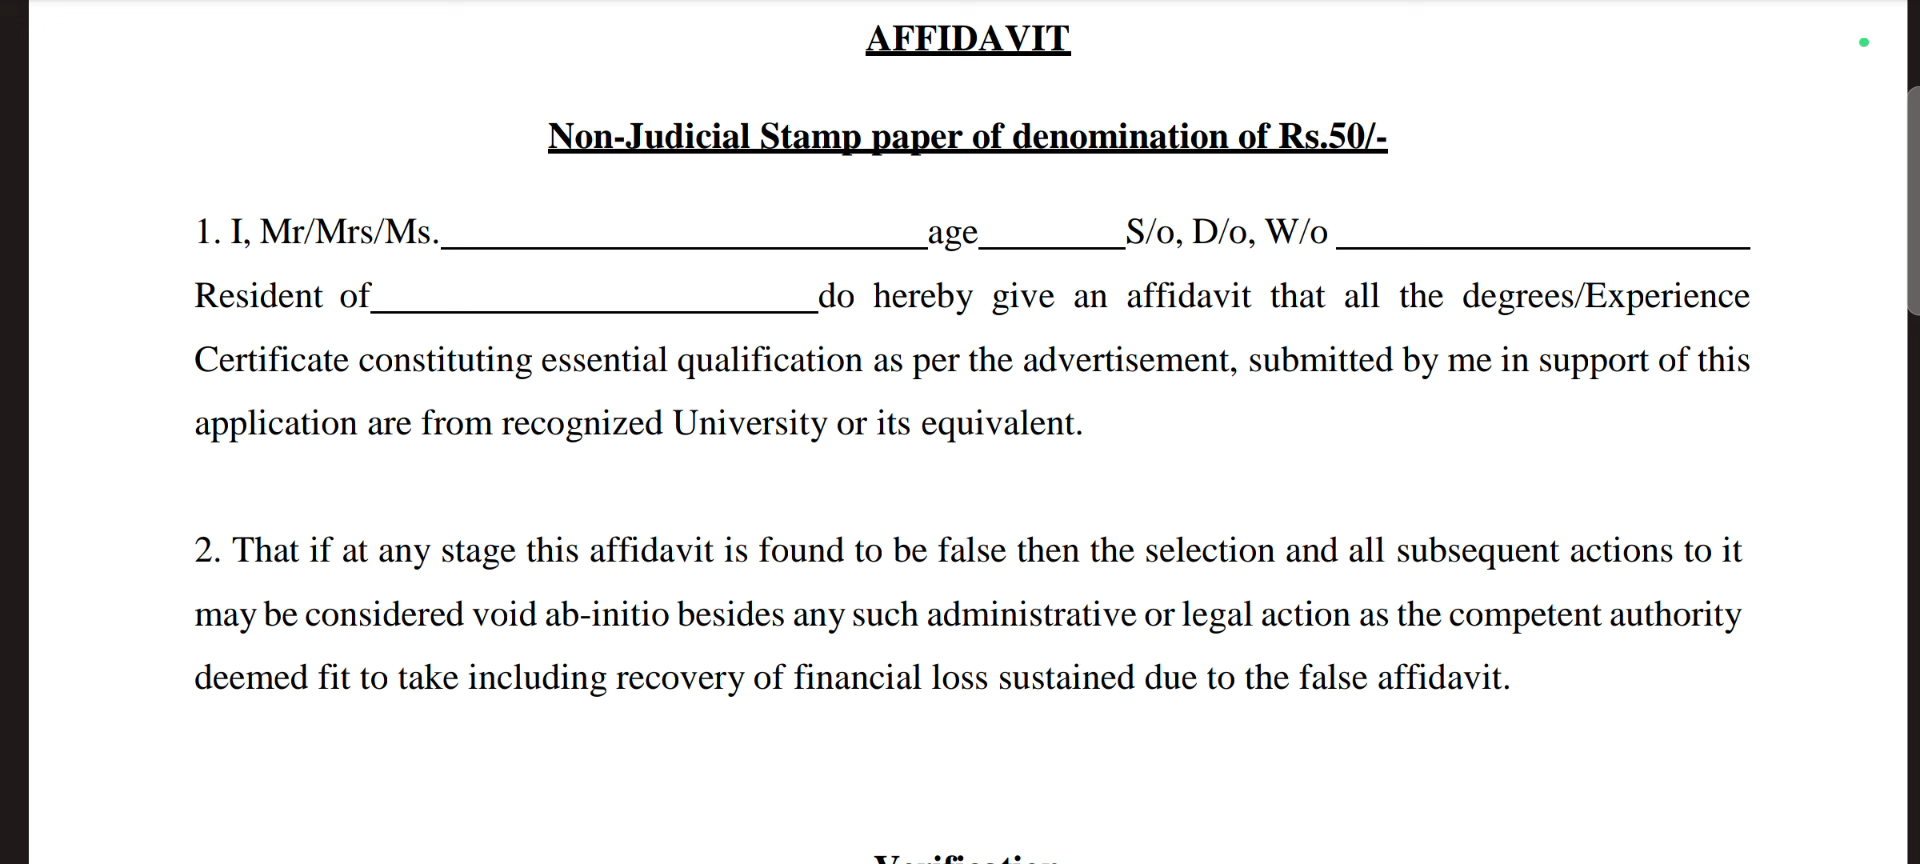 AFFIDAVIT
Non-Judicial Stamp paper of denomination of Rs.50/-
1. I, Mr/Mrs/Ms.__________________________age________S/o, D/o, W/o ______________________
Resident of________________________do hereby give an affidavit that all the degrees/Experience
Certificate constituting essential qualification as per the advertisement, submitted by me in support of this
application are from recognized University or its equivalent.
2. That if at any stage this affidavit is found to be false then the selection and all subsequent actions to it
may be considered void ab-initio besides any such administrative or legal action as the competent authority
deemed fit to take including recovery of financial loss sustained due to the false affidavit.
Verification